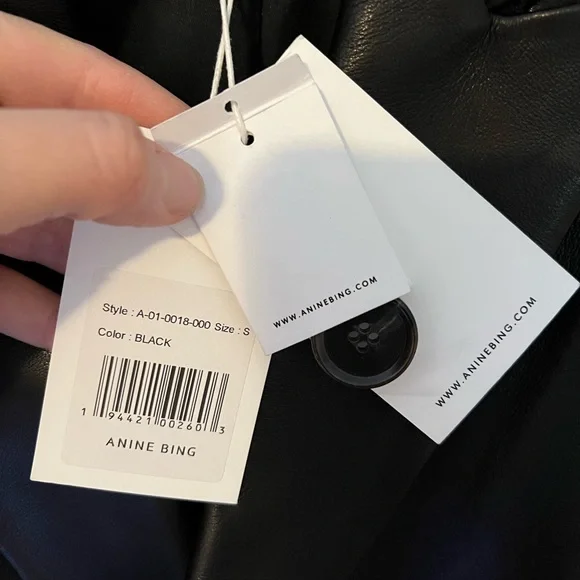 WWW.ANINEBING.COM
WWW.ANINEBING.COM
Style : A-01-0018-000 Size : S
Color : BLACK
1 94421 00260 3
ANINE BING